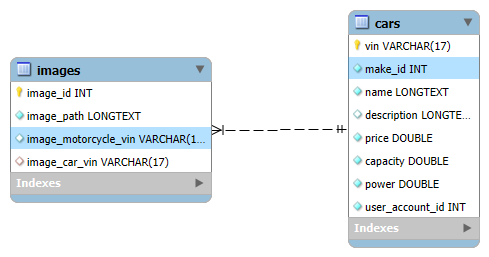 images
image_id INT
image_path LONGTEXT
image_motorcycle_vin VARCHAR(1...
image_car_vin VARCHAR(17)
Indexes
cars
vin VARCHAR(17)
make_id INT
name LONGTEXT
description LONGTE...
price DOUBLE
capacity DOUBLE
power DOUBLE
user_account_id INT
Indexes